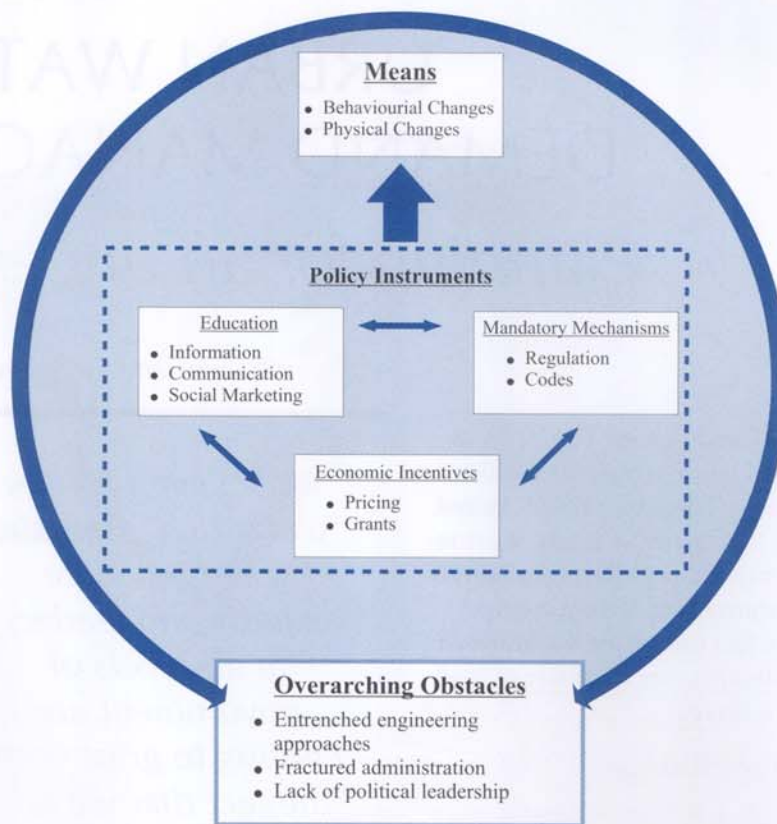 Means
• Behaviourial Changes
• Physical Changes
Policy Instruments
Education
• Information
• Communication
• Social Marketing
Mandatory Mechanisms
• Regulation
• Codes
Economic Incentives
• Pricing
• Grants
Overarching Obstacles
• Entrenched engineering
approaches
• Fractured administration
• Lack of political leadership